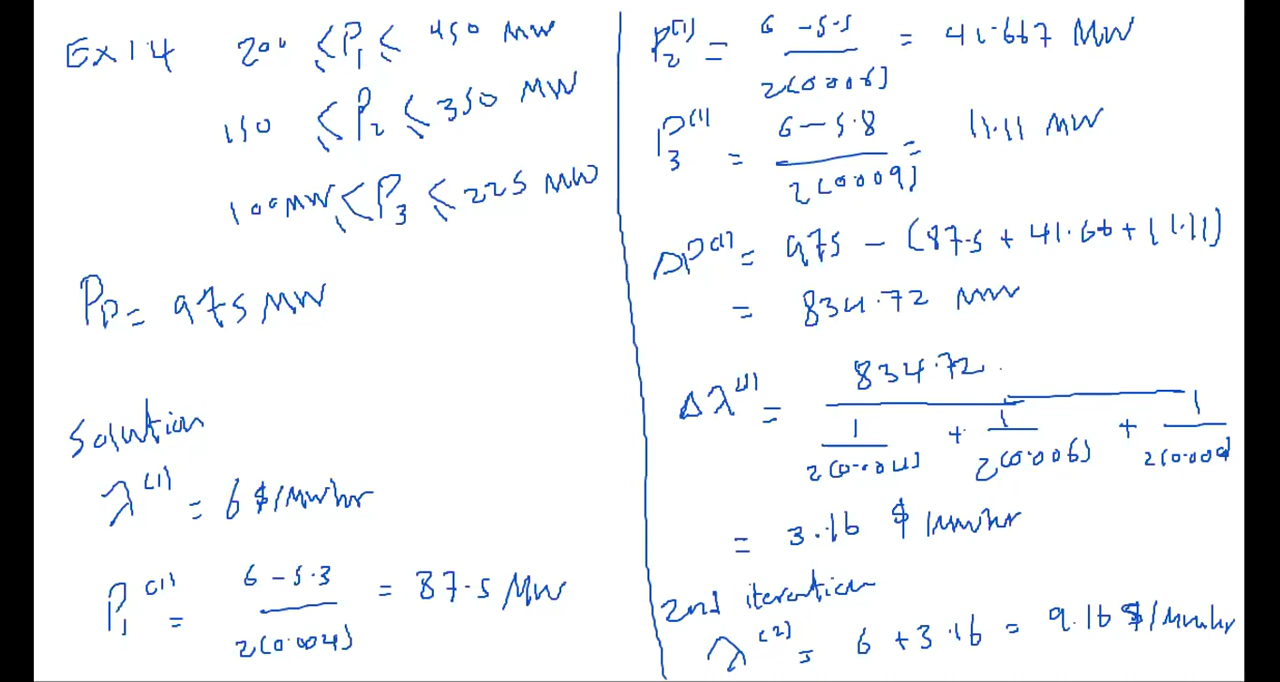 Ex 1.4 200 ≤ P₁ ≤ 450 MW
150 ≤ P₂ ≤ 350 MW
100 MW ≤ P₃ ≤ 225 MW
P_D = 975 MW
Solution
λ^(1) = 6 $/MWhr
P₁^(1) = (6 - 5.3) / 2(0.004) = 87.5 MW
P₂^(1) = (6 - 5.5) / 2(0.006) = 41.667 MW
P₃^(1) = (6 - 5.8) / 2(0.009) = 11.11 MW
ΔP^(1) = 975 - (87.5 + 41.66 + 11.11)
= 834.72 MW
Δλ^(1) = 834.72 / (1 / 2(0.004) + 1 / 2(0.006) + 1 / 2(0.009))
= 3.16 $/MWhr
2nd iteration
λ^(2) = 6 + 3.16 = 9.16 $/MWhr